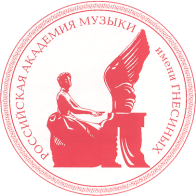 РОССИЙСКАЯ АКАДЕМИЯ МУЗЫКИ
имени ГНЕСИНЫХ